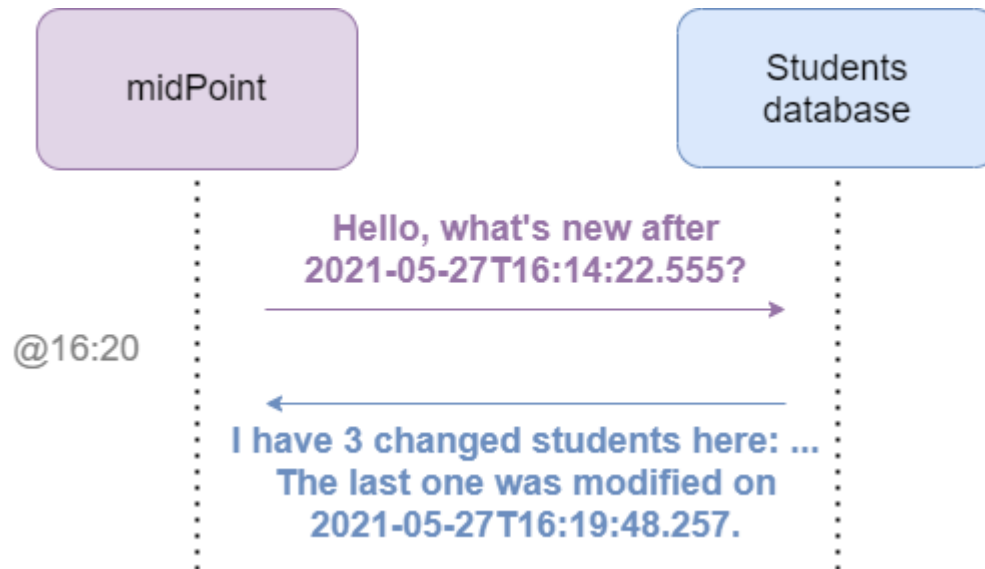 midPoint
Students
database
Hello, what's new after
2021-05-27T16:14:22.555?
@16:20
I have 3 changed students here: ...
The last one was modified on
2021-05-27T16:19:48.257.